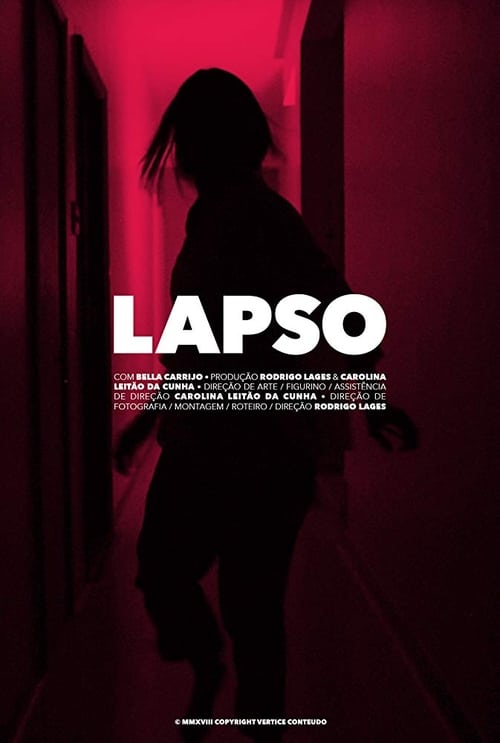 LAPSO
COM BELLA CARRIJO • PRODUÇÃO RODRIGO LAGES & CAROLINA
LEITÃO DA CUNHA • DIREÇÃO DE ARTE / FIGURINO / ASSISTÊNCIA
DE DIREÇÃO CAROLINA LEITÃO DA CUNHA • DIREÇÃO DE
FOTOGRAFIA / MONTAGEM / ROTEIRO / DIREÇÃO RODRIGO LAGES
© MMXVIII COPYRIGHT VERTICE CONTEUDO